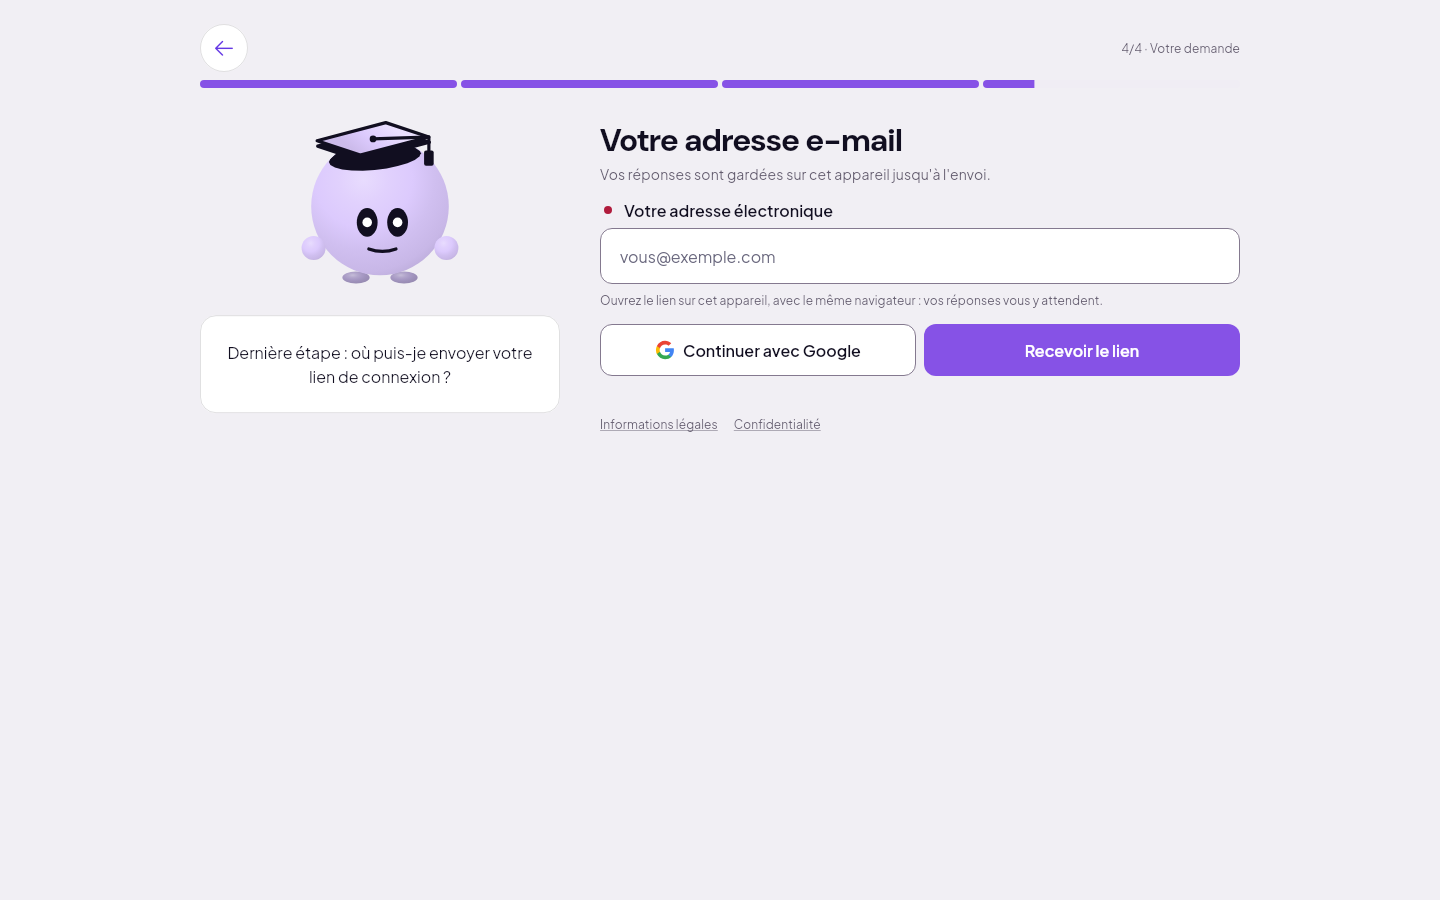 4/4 · Votre demande
Votre adresse e-mail
Vos réponses sont gardées sur cet appareil jusqu'à l'envoi.
Votre adresse électronique
vous@exemple.com
Ouvrez le lien sur cet appareil, avec le même navigateur : vos réponses vous y attendent.
Continuer avec Google
Recevoir le lien
Dernière étape : où puis-je envoyer votre
lien de connexion ?
Informations légales
Confidentialité